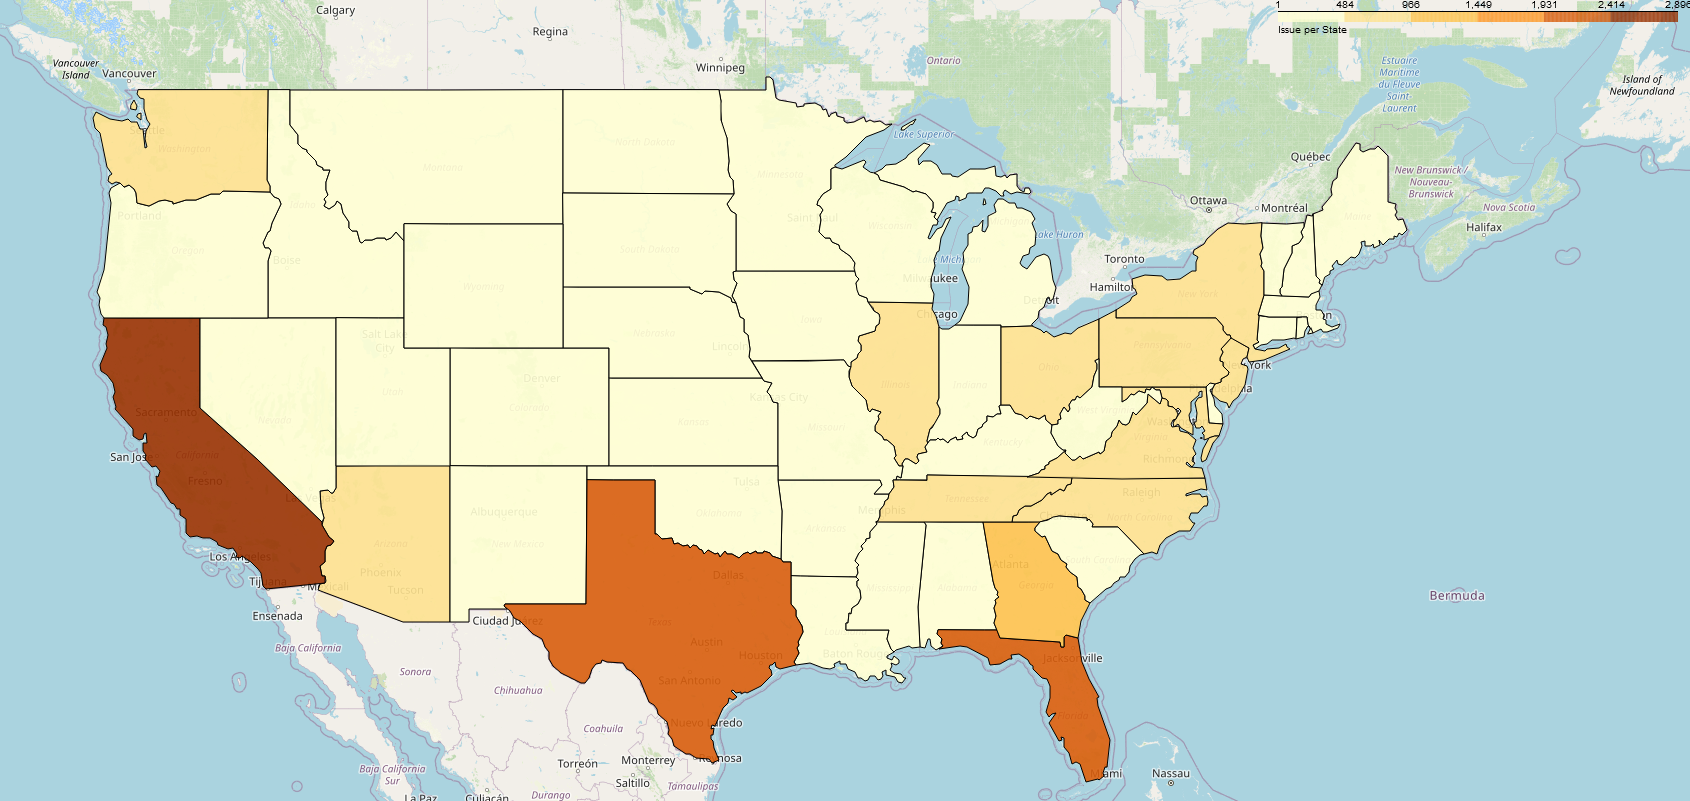 1 484 966 1,449 1,931 2,414 2,896
Issue per State
Calgary
Regina
Winnipeg
Ontario
Vancouver
Island
Vancouver
Estuaire
Maritime
du Fleuve
Saint-
Laurent
Island of
Newfoundland
Lake Superior
Québec
New Brunswick /
Nouveau-
Brunswick
Nova Scotia
Halifax
Ottawa
Montréal
Toronto
Hamilton
Seattle
Washington
Montana
North Dakota
Minnesota
Portland
Oregon
Idaho
Boise
Saint Paul
Wisconsin
Michigan
Lake Huron
Maine
South Dakota
Lake Michigan
Milwaukee
Wyoming
Detroit
New York
Boston
Chicago
Salt Lake
City
Nebraska
Iowa
Lincoln
Pennsylvania
Ohio
New York
Denver
Colorado
Utah
Illinois
Indiana
Kansas City
Sacramento
Nevada
Kansas
Missouri
West Virginia
Virginia
Kentucky
San Jose
California
Fresno
Richmond
Las Vegas
Tulsa
Tennessee
Raleigh
Albuquerque
Oklahoma
Memphis
Charlotte
North Carolina
Arkansas
Arizona
New Mexico
Los Angeles
Atlanta
South Carolina
Phoenix
Dallas
Tijuana
Mexicali
Tucson
Mississippi
Alabama
Georgia
Bermuda
Ensenada
Ciudad Juárez
Texas
Louisiana
Baja California
Austin
Houston
Baton Rouge
Jacksonville
Sonora
San Antonio
Chihuahua
Coahuila
Nuevo Laredo
Florida
Torreón
Monterrey
Reynosa
Baja California
Sur
Saltillo
Tamaulipas
Miami
Nassau
La Paz
Culiacán
Durango